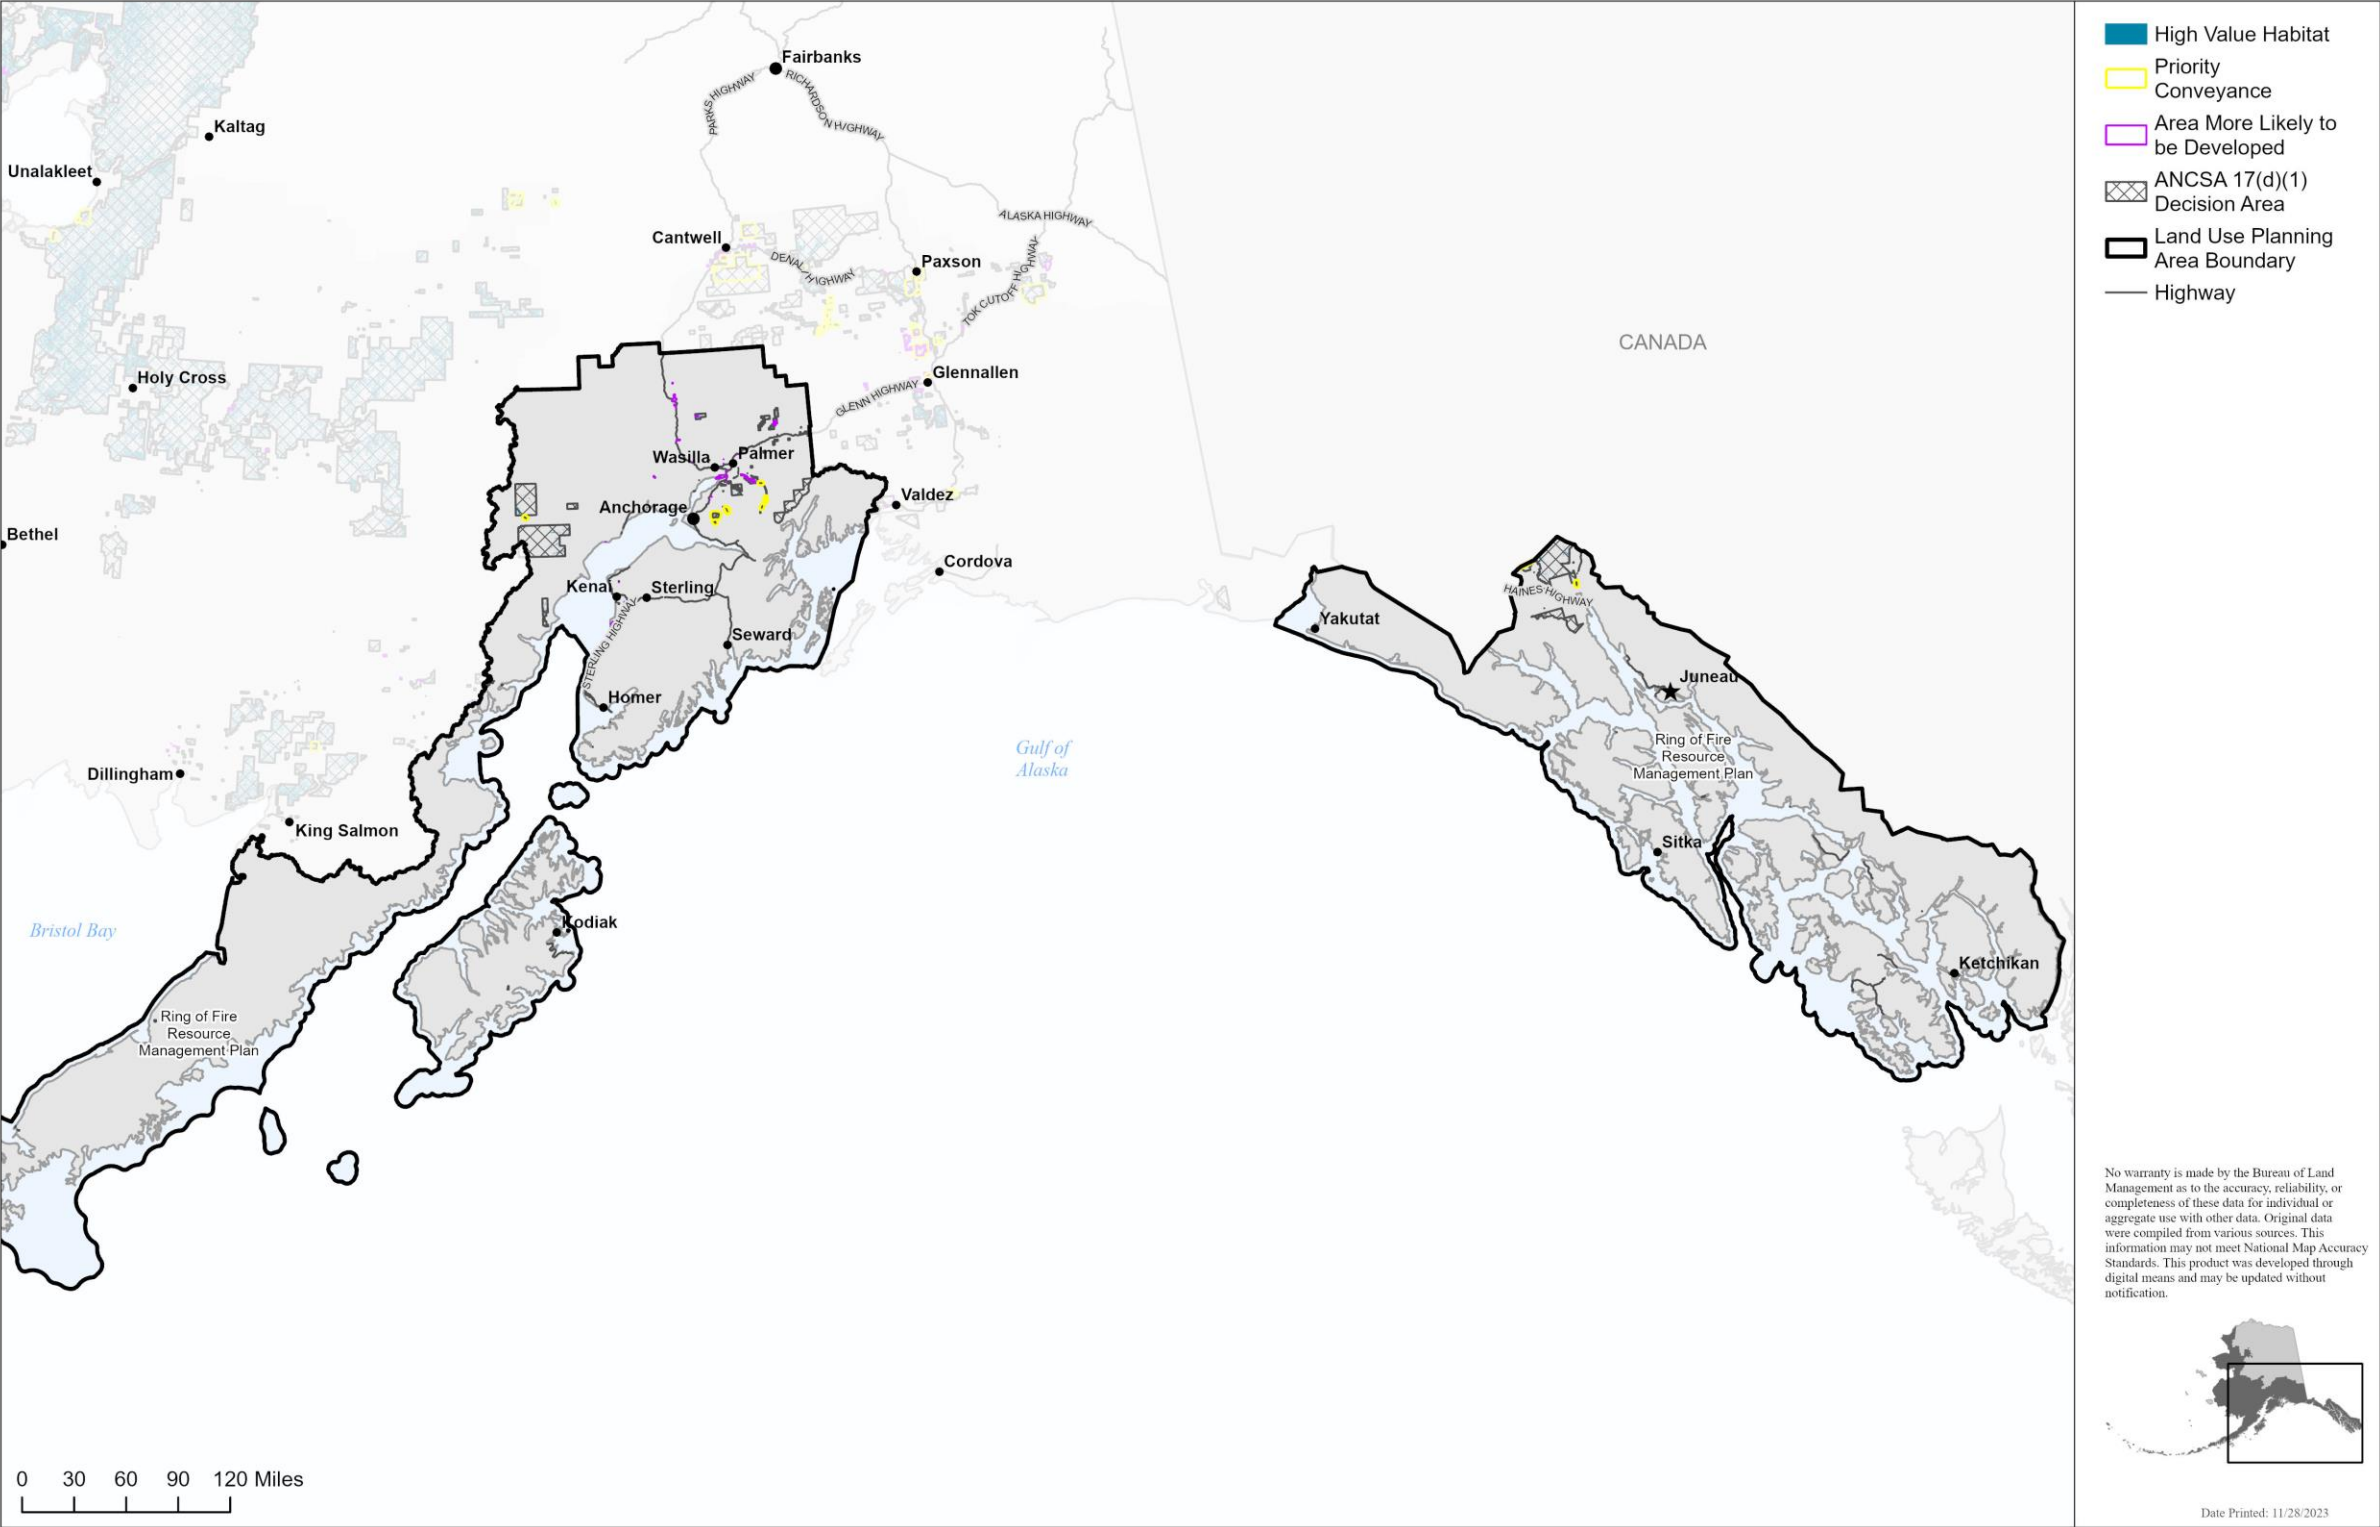 Fairbanks
PARKS HIGHWAY
RICHARDSON HIGHWAY
Kaltag
Unalakleet
ALASKA HIGHWAY
Cantwell
DENALI HIGHWAY
Paxson
TOK CUTOFF HIGHWAY
CANADA
Holy Cross
Glennallen
GLENN HIGHWAY
Wasilla
Palmer
Anchorage
Valdez
Bethel
Cordova
Kenai
Sterling
STERLING HIGHWAY
HAINES HIGHWAY
Yakutat
Seward
Juneau
Homer
Gulf of
Alaska
Ring of Fire
Resource
Management Plan
Dillingham
King Salmon
Sitka
Kodiak
Bristol Bay
Ketchikan
Ring of Fire
Resource
Management Plan
0 30 60 90 120 Miles
High Value Habitat
Priority
Conveyance
Area More Likely to
be Developed
ANCSA 17(d)(1)
Decision Area
Land Use Planning
Area Boundary
Highway
No warranty is made by the Bureau of Land
Management as to the accuracy, reliability, or
completeness of these data for individual or
aggregate use with other data. Original data
were compiled from various sources. This
information may not meet National Map Accuracy
Standards. This product was developed through
digital means and may be updated without
notification.
Date Printed: 11/28/2023